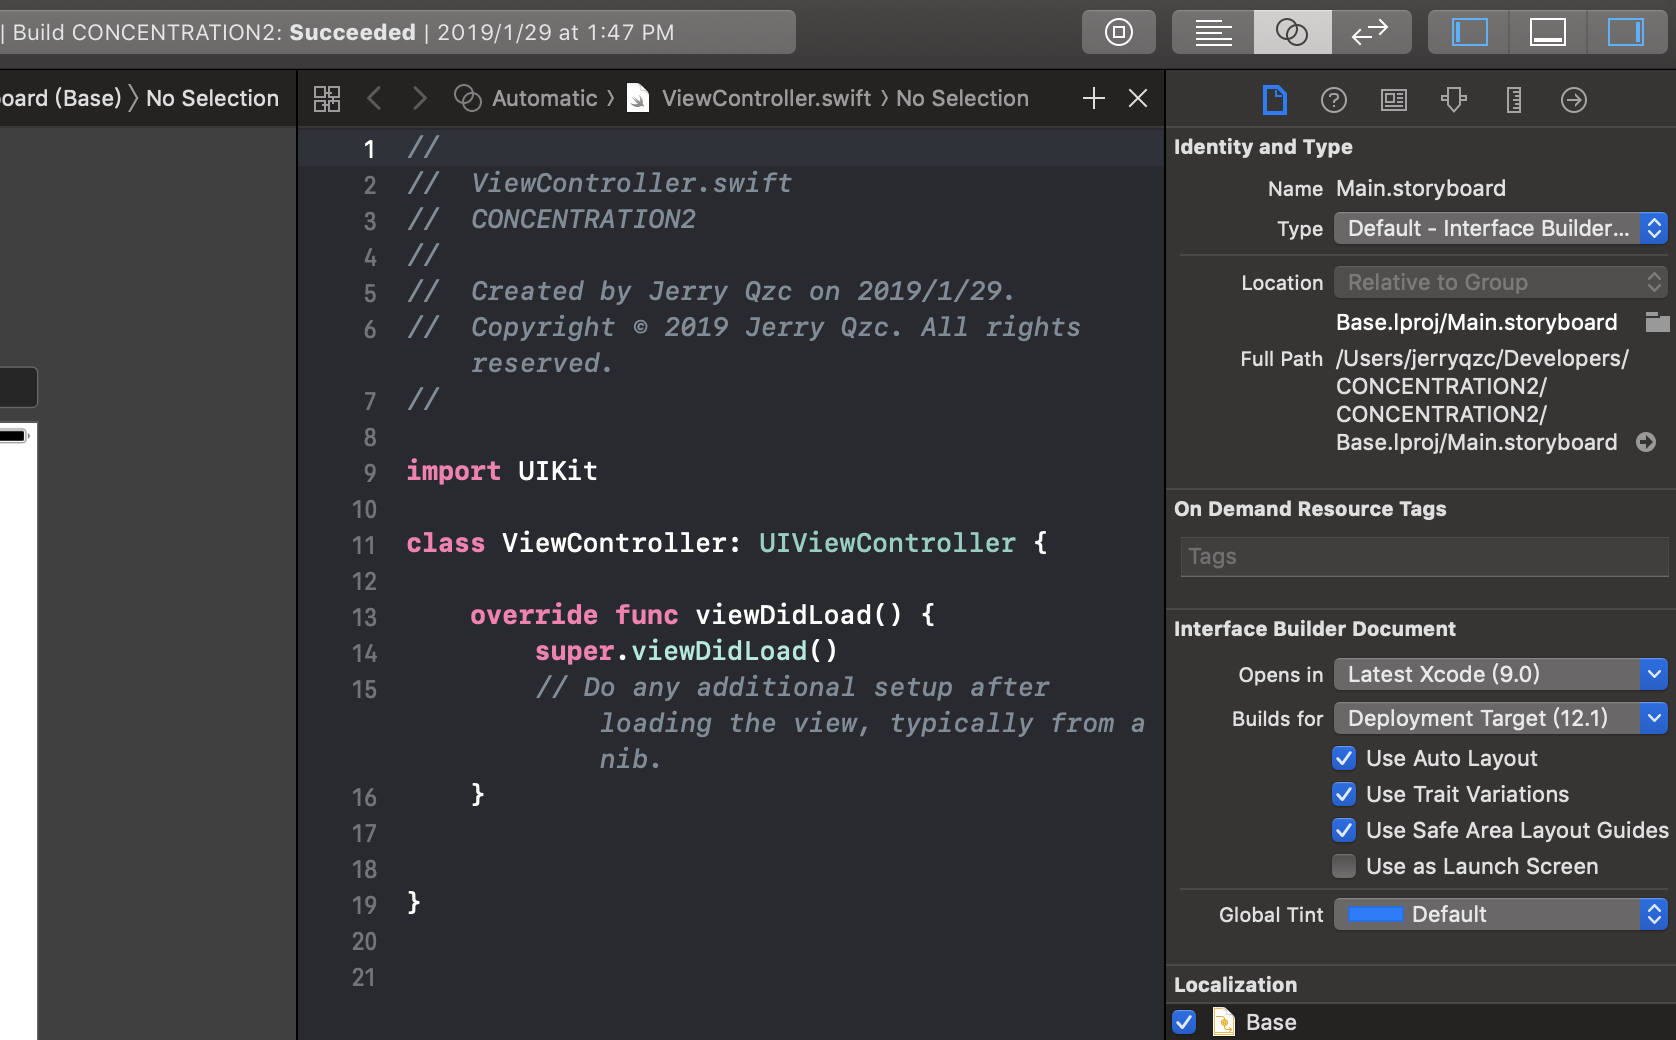 | Build CONCENTRATION2: Succeeded | 2019/1/29 at 1:47 PM
oard (Base) 〉No Selection
Automatic 〉 ViewController.swift 〉 No Selection
1 //
2 //  ViewController.swift
3 //  CONCENTRATION2
4 //
5 //  Created by Jerry Qzc on 2019/1/29.
6 //  Copyright © 2019 Jerry Qzc. All rights
reserved.
7 //
8
9 import UIKit
10
11 class ViewController: UIViewController {
12
13     override func viewDidLoad() {
14         super.viewDidLoad()
15         // Do any additional setup after
loading the view, typically from a
nib.
16     }
17
18
19 }
20
21
Identity and Type
Name Main.storyboard
Type Default - Interface Builder...
Location Relative to Group
Base.lproj/Main.storyboard
Full Path /Users/jerryqzc/Developers/
CONCENTRATION2/
CONCENTRATION2/
Base.lproj/Main.storyboard
On Demand Resource Tags
Tags
Interface Builder Document
Opens in Latest Xcode (9.0)
Builds for Deployment Target (12.1)
Use Auto Layout
Use Trait Variations
Use Safe Area Layout Guides
Use as Launch Screen
Global Tint Default
Localization
Base